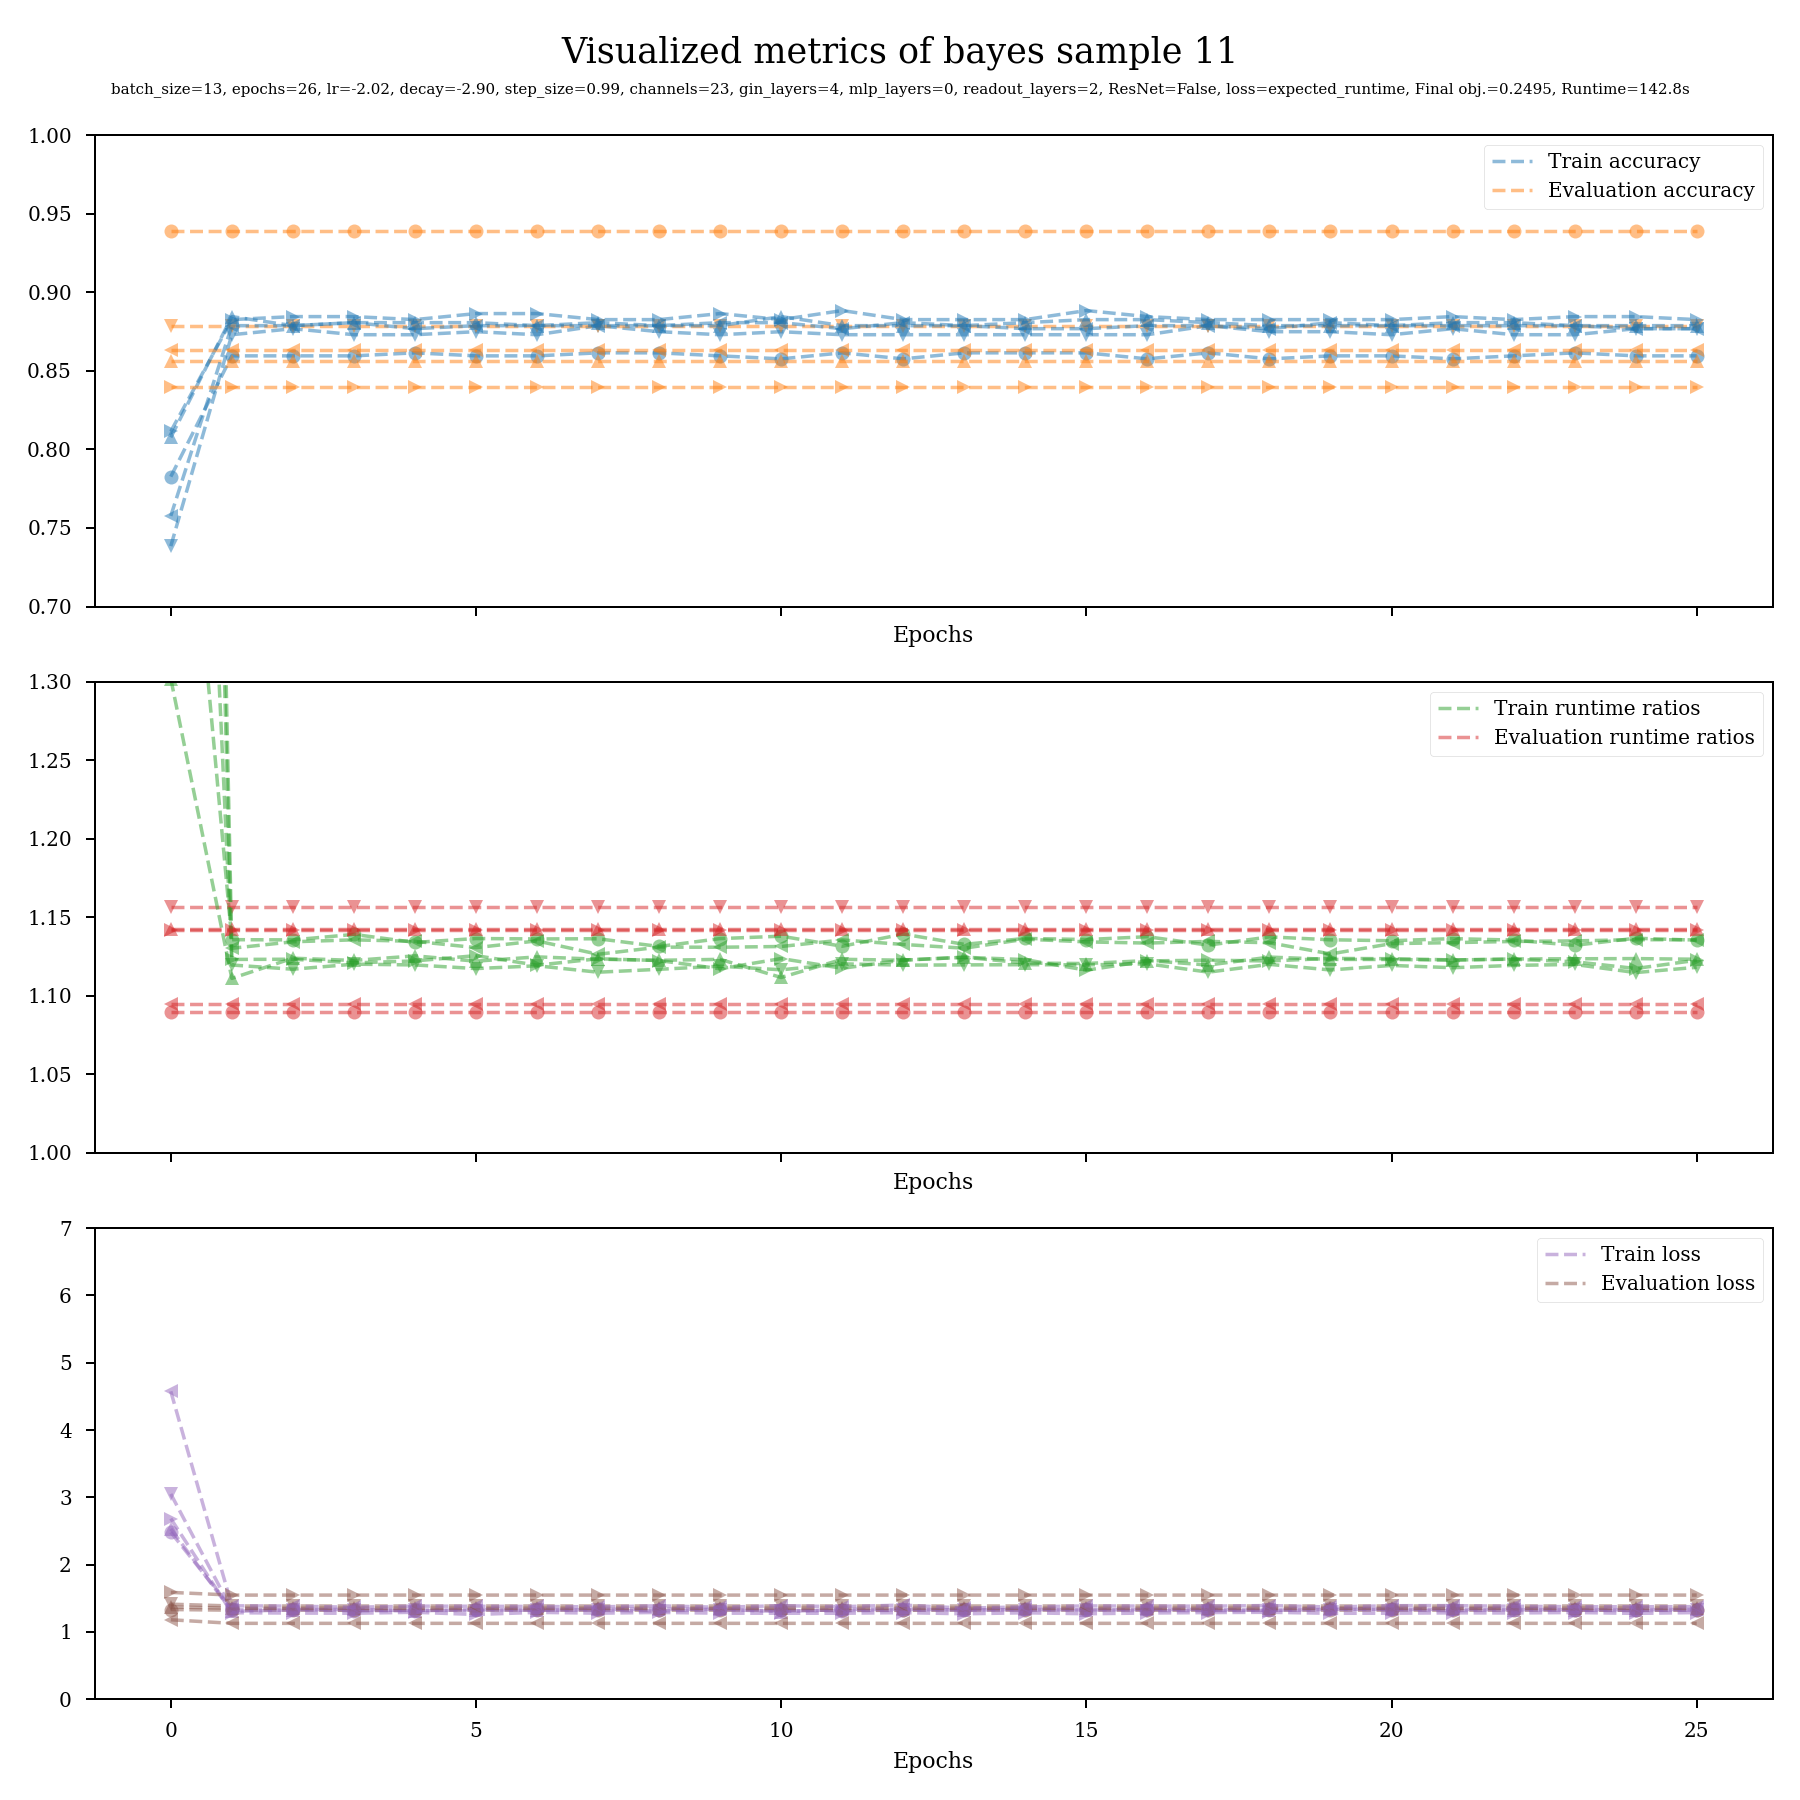 Visualized metrics of bayes sample 11
batch_size=13, epochs=26, lr=-2.02, decay=-2.90, step_size=0.99, channels=23, gin_layers=4, mlp_layers=0, readout_layers=2, ResNet=False, loss=expected_runtime, Final obj.=0.2495, Runtime=142.8s
1.00
0.95
0.90
0.85
0.80
0.75
0.70
Train accuracy
Evaluation accuracy
Epochs
1.30
1.25
1.20
1.15
1.10
1.05
1.00
Train runtime ratios
Evaluation runtime ratios
Epochs
7
6
5
4
3
2
1
0
Train loss
Evaluation loss
0 5 10 15 20 25
Epochs